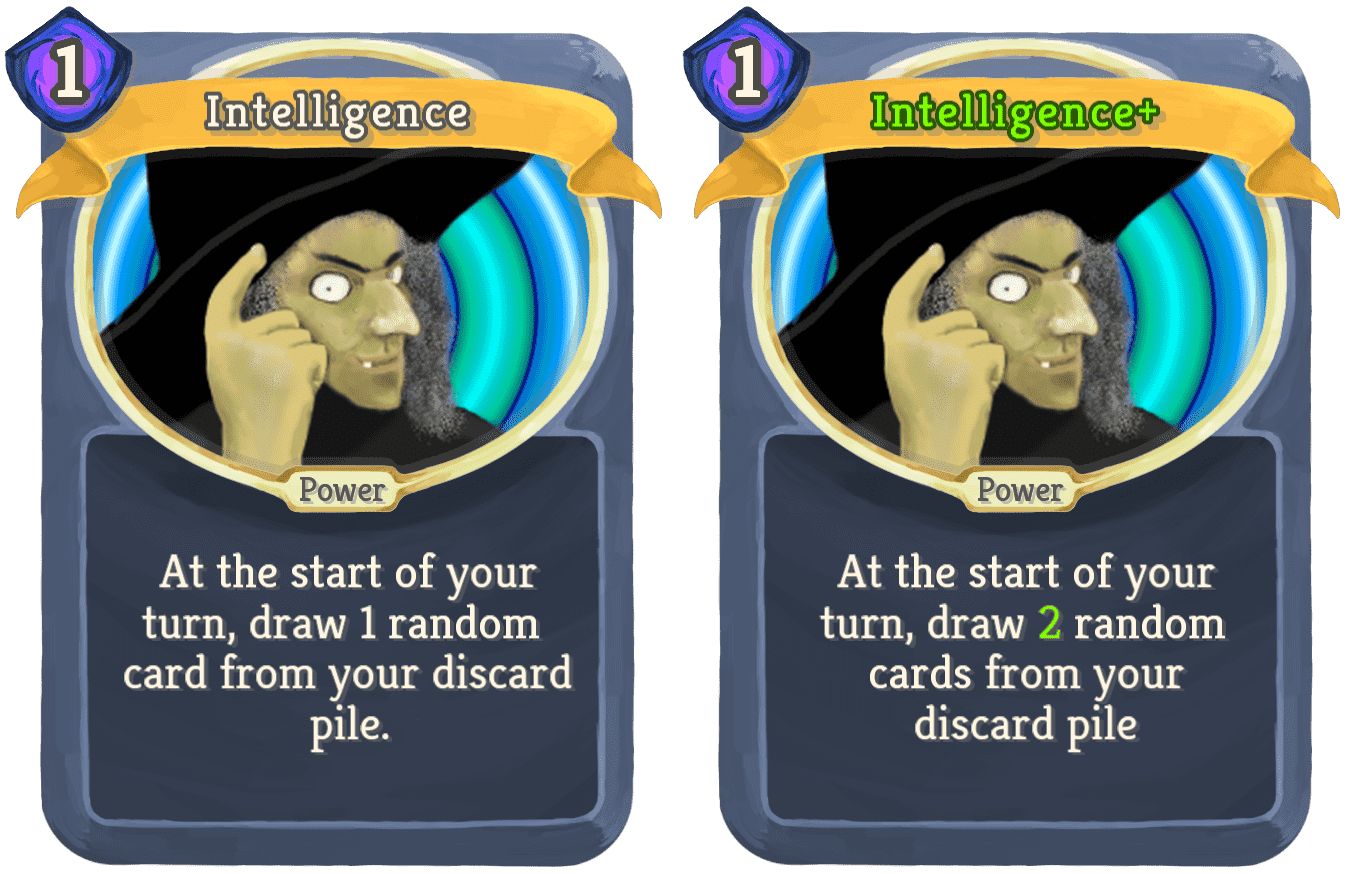 1
Intelligence
Power
At the start of your
turn, draw 1 random
card from your discard
pile.
1
Intelligence+
Power
At the start of your
turn, draw 2 random
cards from your
discard pile